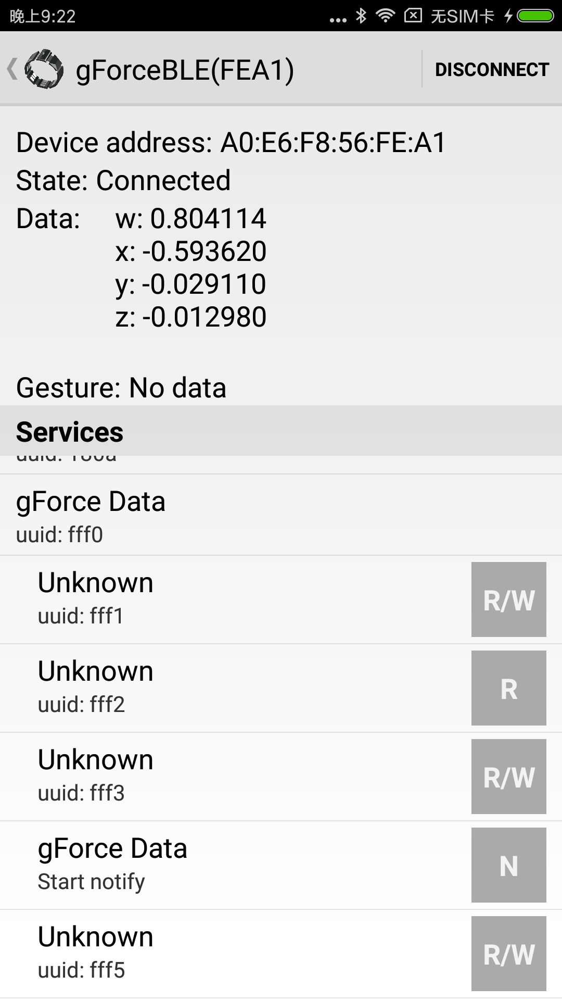 晚上9:22 ... 无SIM卡
gForceBLE(FEA1) DISCONNECT
Device address: A0:E6:F8:56:FE:A1
State: Connected
Data: w: 0.804114
x: -0.593620
y: -0.029110
z: -0.012980
Gesture: No data
Services
uuid: 180a
gForce Data
uuid: fff0
Unknown R/W
uuid: fff1
Unknown R
uuid: fff2
Unknown R/W
uuid: fff3
gForce Data N
Start notify
Unknown R/W
uuid: fff5